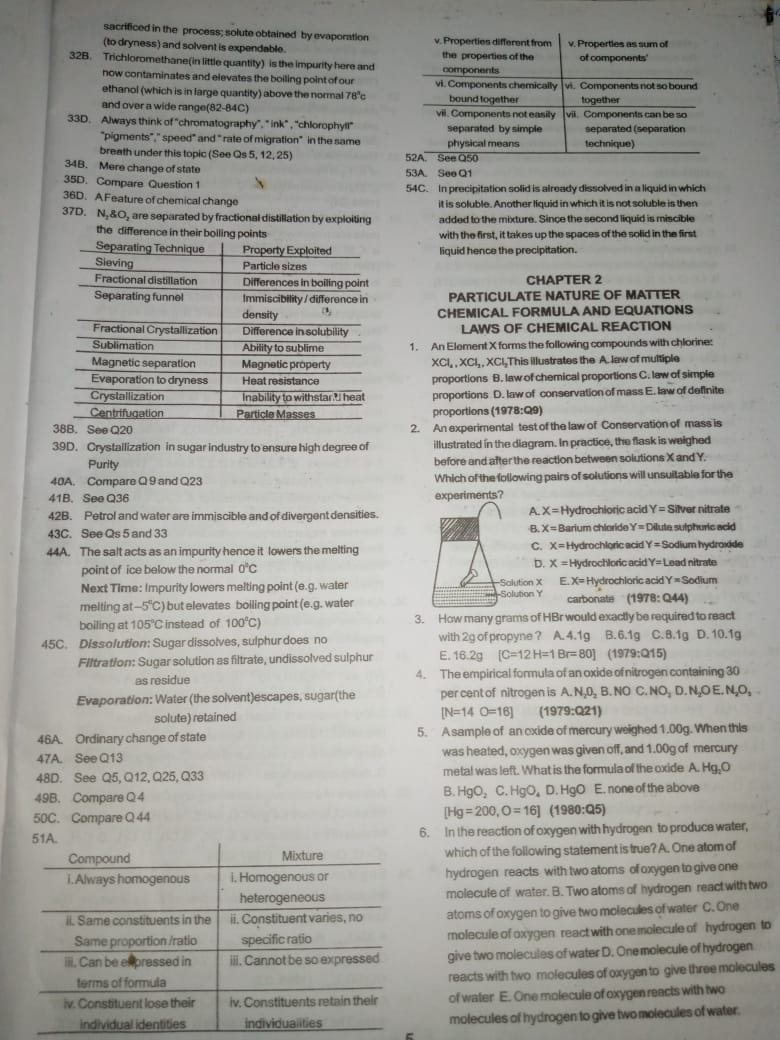 sacrificed in the process; solute obtained by evaporation
(to dryness) and solvent is expendable.
32B. Trichloromethane(in little quantity) is the impurity here and
now contaminates and elevates the boiling point of our
ethanol (which is in large quantity) above the normal 78°c
and over a wide range(82-84C)
33D. Always think of "chromatography", " ink" , "chlorophyll"
"pigments"," speed" and " rate of migration" in the same
breath under this topic (See Qs 5, 12, 25)
34B. Mere change of state
35D. Compare Question 1
36D. A Feature of chemical change
37D. N₂&O₂ are separated by fractional distillation by exploiting
the difference in their boiling points
Separating Technique Property Exploited
Sieving Particle sizes
Fractional distillation Differences in boiling point
Separating funnel Immiscibility / difference in
density
Fractional Crystallization Difference in solubility
Sublimation Ability to sublime
Magnetic separation Magnetic property
Evaporation to dryness Heat resistance
Crystallization Inability to withstand heat
Centrifugation Particle Masses
38B. See Q20
39D. Crystallization in sugar industry to ensure high degree of
Purity
40A. Compare Q 9 and Q23
41B. See Q36
42B. Petrol and water are immiscible and of divergent densities.
43C. See Qs 5 and 33
44A. The salt acts as an impurity hence it lowers the melting
point of ice below the normal 0°C
Next Time: Impurity lowers melting point (e.g. water
melting at –5°C) but elevates boiling point (e.g. water
boiling at 105°C instead of 100°C)
45C. Dissolution: Sugar dissolves, sulphur does no
Filtration: Sugar solution as filtrate, undissolved sulphur
as residue
Evaporation: Water (the solvent)escapes, sugar(the
solute) retained
46A. Ordinary change of state
47A. See Q13
48D. See Q5, Q12, Q25, Q33
49B. Compare Q 4
50C. Compare Q 44
51A.
Compound Mixture
i. Always homogenous i. Homogenous or
heterogeneous
ii. Same constituents in the ii. Constituent varies, no
Same proportion /ratio specific ratio
iii. Can be expressed in iii. Cannot be so expressed
terms of formula
iv. Constituent lose their iv. Constituents retain their
individual identities individualities
v. Properties different from v. Properties as sum of
the properties of the of components'
components
vi. Components chemically vi. Components not so bound
bound together together
vii. Components not easily vii. Components can be so
separated by simple separated (separation
physical means technique)
52A. See Q50
53A. See Q1
54C. In precipitation solid is already dissolved in a liquid in which
it is soluble. Another liquid in which it is not soluble is then
added to the mixture. Since the second liquid is miscible
with the first, it takes up the spaces of the solid in the first
liquid hence the precipitation.
CHAPTER 2
PARTICULATE NATURE OF MATTER
CHEMICAL FORMULA AND EQUATIONS
LAWS OF CHEMICAL REACTION
1. An Element X forms the following compounds with chlorine:
XCl₄, XCl₃, XCl₂ This illustrates the A. law of multiple
proportions B. law of chemical proportions C. law of simple
proportions D. law of conservation of mass E. law of definite
proportions (1978:Q9)
2. An experimental test of the law of Conservation of mass is
illustrated in the diagram. In practice, the flask is weighed
before and after the reaction between solutions X and Y.
Which of the following pairs of solutions will unsuitable for the
experiments?
A. X= Hydrochloric acid Y = Silver nitrate
B. X= Barium chloride Y = Dilute sulphuric acid
C. X= Hydrochloric acid Y = Sodium hydroxide
D. X = Hydrochloric acid Y= Lead nitrate
Solution X E. X= Hydrochloric acid Y = Sodium
Solution Y carbonate (1978: Q44)
3. How many grams of HBr would exactly be required to react
with 2g of propyne ? A. 4.1g B. 6.1g C. 8.1g D. 10.1g
E. 16.2g [C=12 H=1 Br= 80] (1979:Q15)
4. The empirical formula of an oxide of nitrogen containing 30
per cent of nitrogen is A. N₂0₃ B. NO C. NO₂ D. N₂O E. N₂O₅
[N=14 O=16] (1979:Q21)
5. A sample of an oxide of mercury weighed 1.00g. When this
was heated, oxygen was given off, and 1.00g of mercury
metal was left. What is the formula of the oxide A. Hg₂O
B. HgO₂ C. HgO₄ D. HgO E. none of the above
[Hg = 200, O = 16] (1980:Q5)
6. In the reaction of oxygen with hydrogen to produce water,
which of the following statement is true? A. One atom of
hydrogen reacts with two atoms of oxygen to give one
molecule of water. B. Two atoms of hydrogen react with two
atoms of oxygen to give two molecules of water C. One
molecule of oxygen react with one molecule of hydrogen to
give two molecules of water D. One molecule of hydrogen
reacts with two molecules of oxygen to give three molecules
of water E. One molecule of oxygen reacts with two
molecules of hydrogen to give two molecules of water.
5